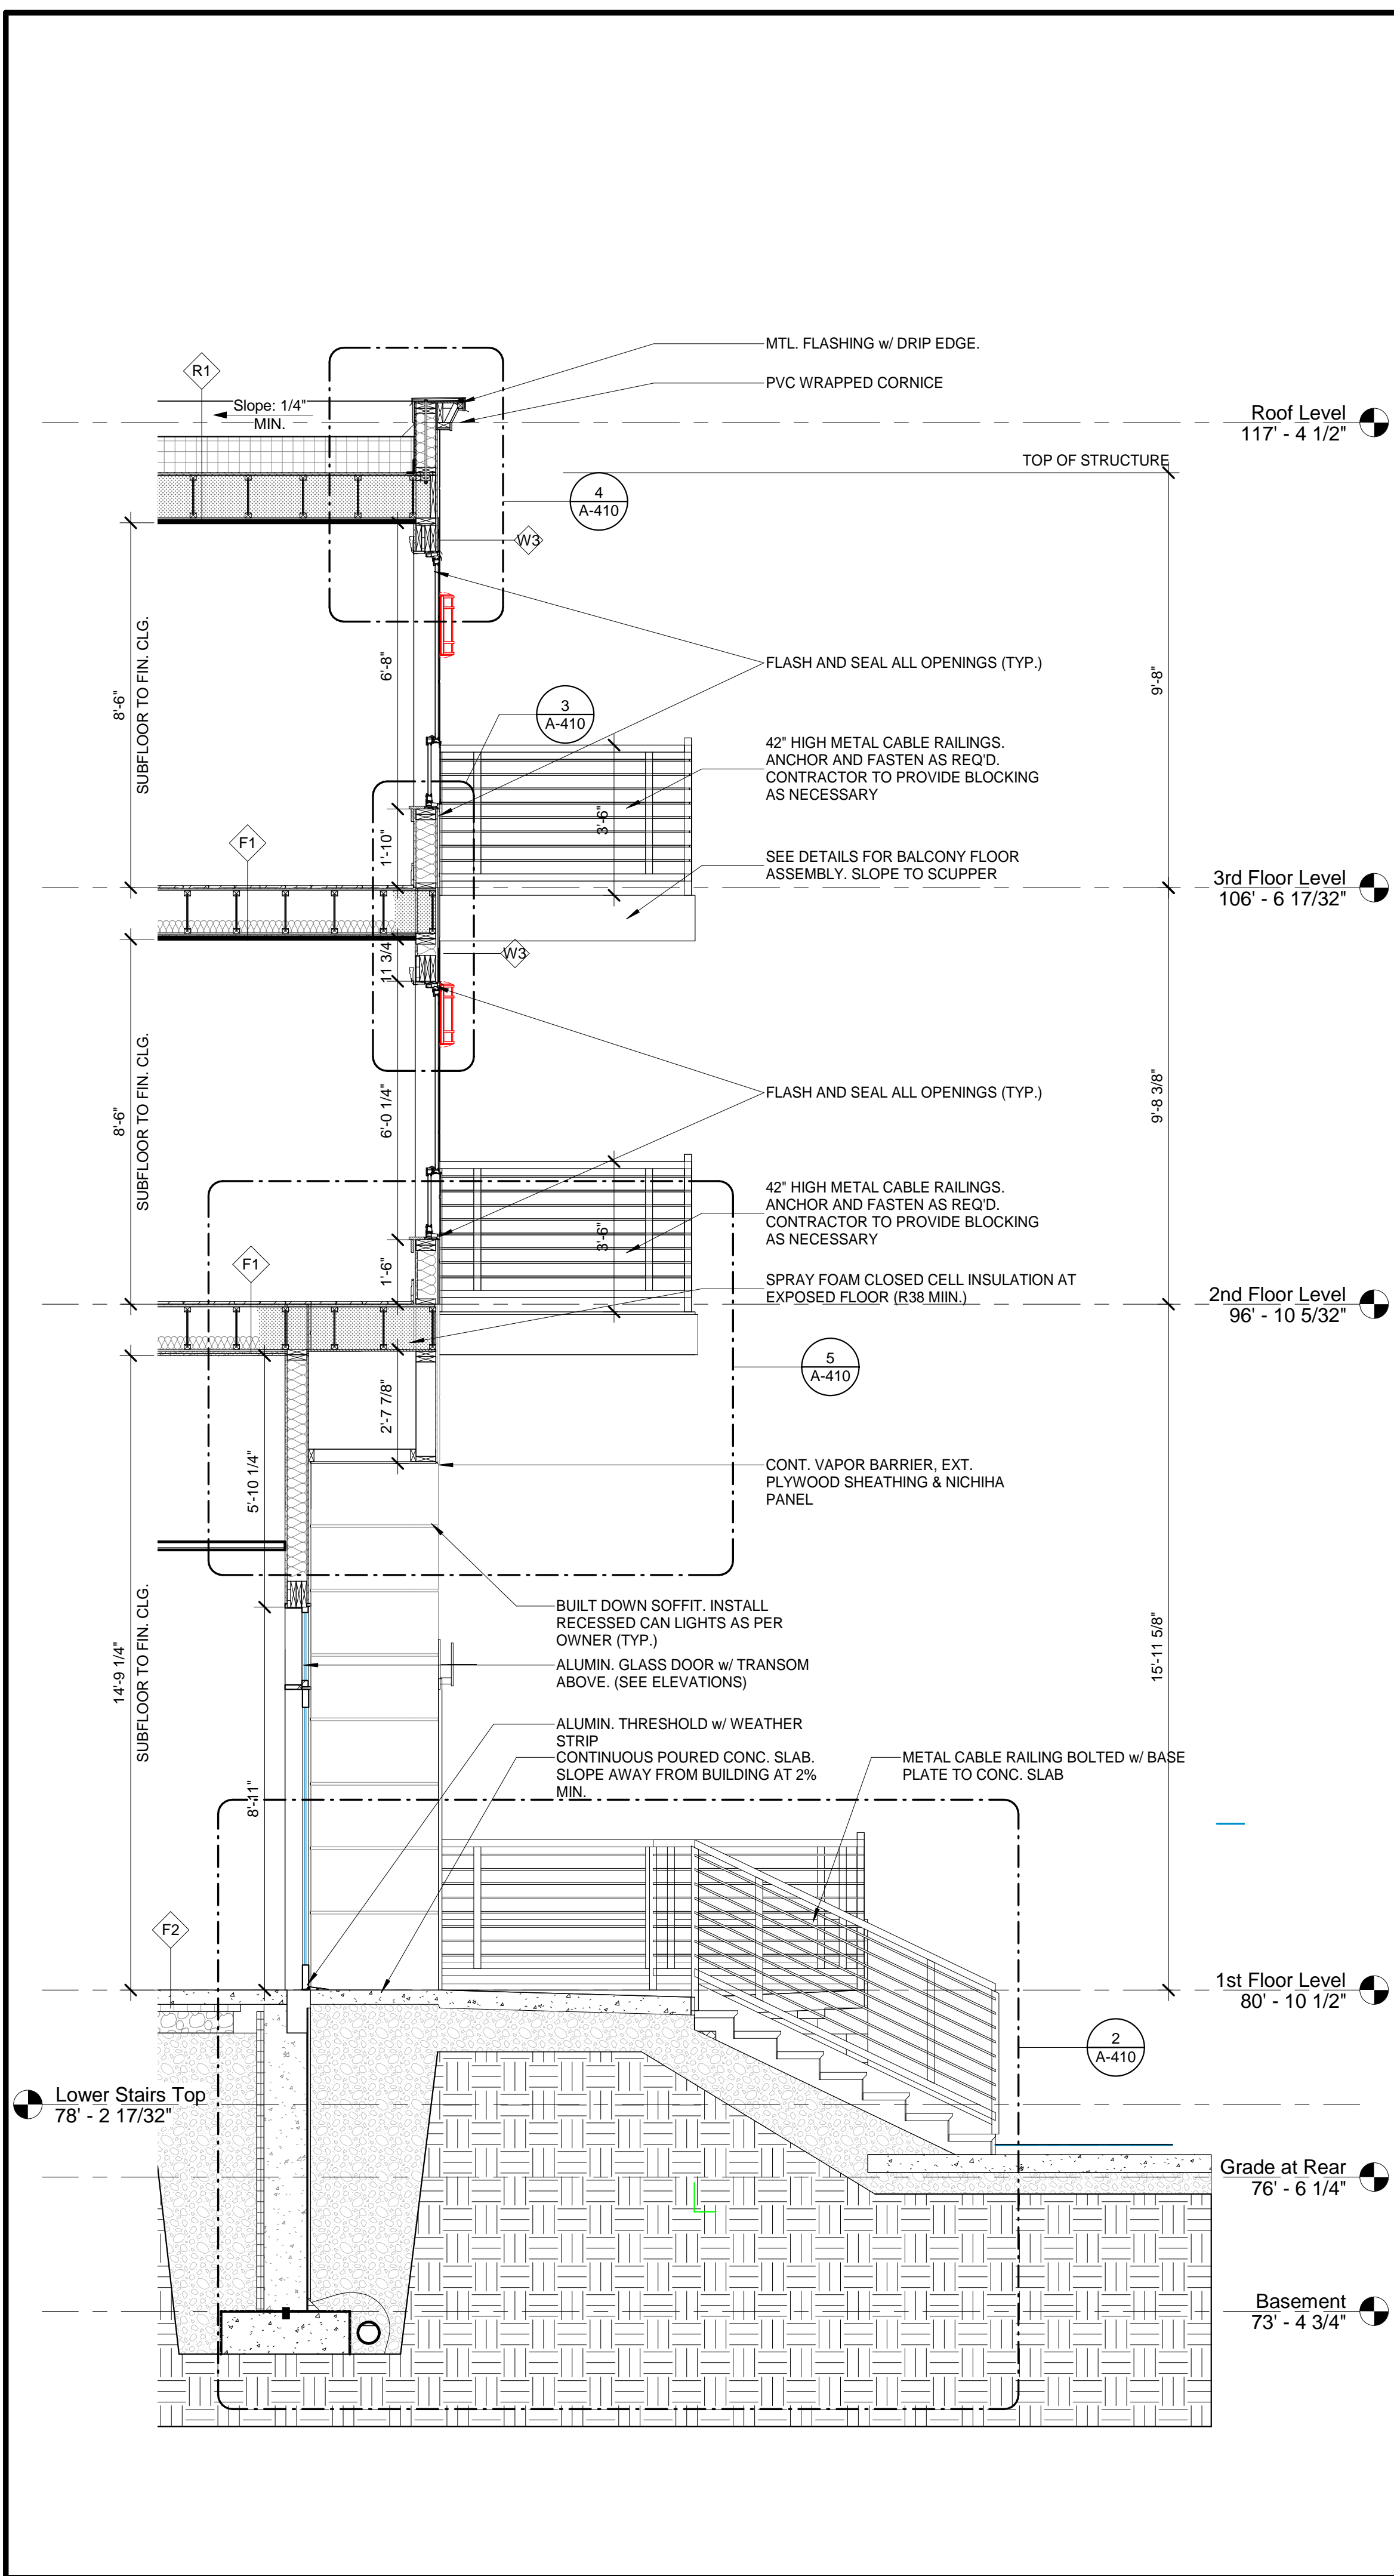 MTL. FLASHING w/ DRIP EDGE.
R1
PVC WRAPPED CORNICE
Slope: 1/4"
MIN.
Roof Level
117' - 4 1/2"
TOP OF STRUCTURE
4
A-410
W3
8'-6"
SUBFLOOR TO FIN. CLG.
6'-8"
FLASH AND SEAL ALL OPENINGS (TYP.)
9'-8"
3
A-410
42" HIGH METAL CABLE RAILINGS.
ANCHOR AND FASTEN AS REQ'D.
CONTRACTOR TO PROVIDE BLOCKING
AS NECESSARY
3'-6"
F1
1'-10"
SEE DETAILS FOR BALCONY FLOOR
ASSEMBLY. SLOPE TO SCUPPER
3rd Floor Level
106' - 6 17/32"
W3
11 3/4
8'-6"
SUBFLOOR TO FIN. CLG.
6'-0 1/4"
FLASH AND SEAL ALL OPENINGS (TYP.)
9'-8 3/8"
42" HIGH METAL CABLE RAILINGS.
ANCHOR AND FASTEN AS REQ'D.
CONTRACTOR TO PROVIDE BLOCKING
AS NECESSARY
3'-6"
F1
1'-6"
SPRAY FOAM CLOSED CELL INSULATION AT
EXPOSED FLOOR (R38 MIIN.)
2nd Floor Level
96' - 10 5/32"
5
A-410
2'-7 7/8"
5'-10 1/4"
CONT. VAPOR BARRIER, EXT.
PLYWOOD SHEATHING & NICHIHA
PANEL
14'-9 1/4"
SUBFLOOR TO FIN. CLG.
BUILT DOWN SOFFIT. INSTALL
RECESSED CAN LIGHTS AS PER
OWNER (TYP.)
ALUMIN. GLASS DOOR w/ TRANSOM
ABOVE. (SEE ELEVATIONS)
15'-11 5/8"
ALUMIN. THRESHOLD w/ WEATHER
STRIP
CONTINUOUS POURED CONC. SLAB.
SLOPE AWAY FROM BUILDING AT 2%
MIN.
METAL CABLE RAILING BOLTED w/ BASE
PLATE TO CONC. SLAB
8'-11"
F2
1st Floor Level
80' - 10 1/2"
2
A-410
Lower Stairs Top
78' - 2 17/32"
Grade at Rear
76' - 6 1/4"
Basement
73' - 4 3/4"